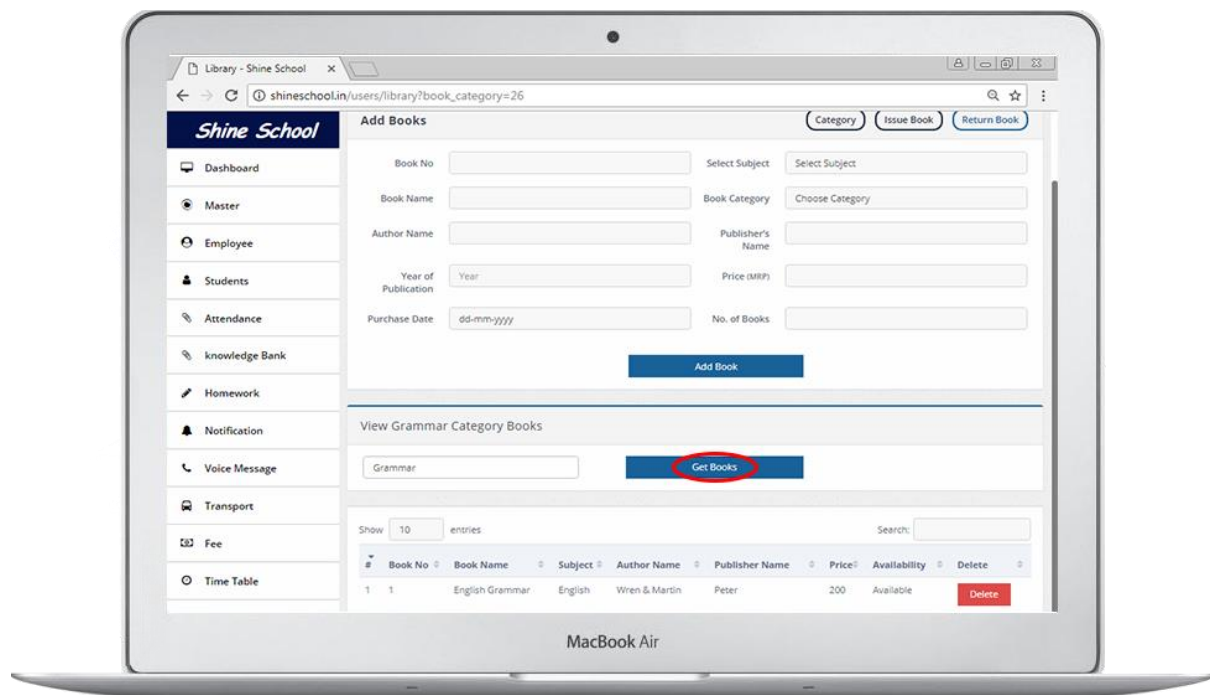 Library - Shine School
shineschool.in/users/library?book_category=26
Shine School
Dashboard
Master
Employee
Students
Attendance
knowledge Bank
Homework
Notification
Voice Message
Transport
Fee
Time Table
Add Books Category Issue Book Return Book
Book No Select Subject Select Subject
Book Name Book Category Choose Category
Author Name Publisher's
Name
Year of Year Price (MRP)
Publication
Purchase Date dd-mm-yyyy No. of Books
Add Book
View Grammar Category Books
Grammar Get Books
Show 10 entries Search:
# Book No Book Name Subject Author Name Publisher Name Price Availability Delete
1 1 English Grammar English Wren & Martin Peter 200 Available Delete
MacBook Air